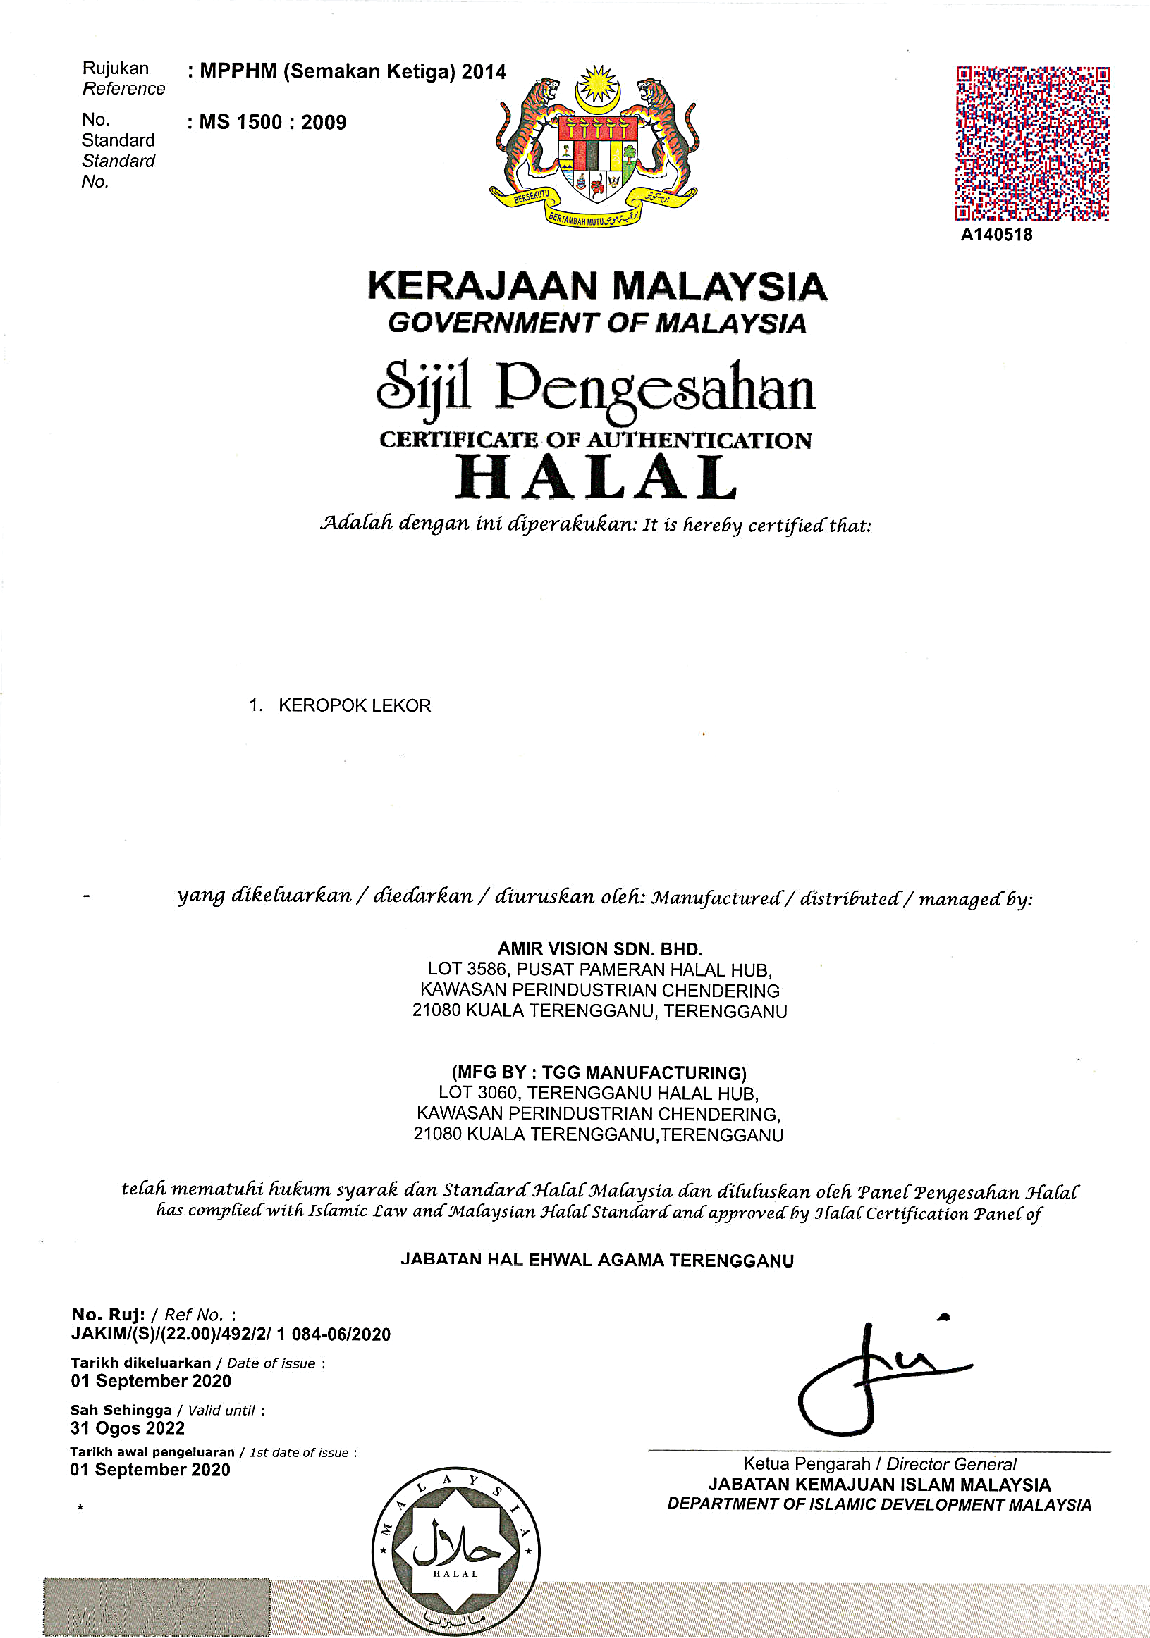 Rujukan : MPPHM (Semakan Ketiga) 2014
Reference
No. : MS 1500 : 2009
Standard
Standard
No.
BERSEKUTU
BERTAMBAH MUTU
A140518
KERAJAAN MALAYSIA
GOVERNMENT OF MALAYSIA
Sijil Pengesahan
CERTIFICATE OF AUTHENTICATION
HALAL
Adalah dengan ini diperakukan: It is hereby certified that:
1. KEROPOK LEKOR
- yang dikeluarkan / diedarkan / diuruskan oleh: Manufactured / distributed / managed by:
AMIR VISION SDN. BHD.
LOT 3586, PUSAT PAMERAN HALAL HUB,
KAWASAN PERINDUSTRIAN CHENDERING
21080 KUALA TERENGGANU, TERENGGANU
(MFG BY : TGG MANUFACTURING)
LOT 3060, TERENGGANU HALAL HUB,
KAWASAN PERINDUSTRIAN CHENDERING,
21080 KUALA TERENGGANU,TERENGGANU
telah mematuhi hukum syarak dan Standard Halal Malaysia dan diluluskan oleh Panel Pengesahan Halal
has complied with Islamic Law and Malaysian Halal Standard and approved by Halal Certification Panel of
JABATAN HAL EHWAL AGAMA TERENGGANU
No. Ruj: / Ref No. :
JAKIM/(S)/(22.00)/492/2/ 1 084-06/2020
Tarikh dikeluarkan / Date of issue :
01 September 2020
Sah Sehingga / Valid until :
31 Ogos 2022
Tarikh awal pengeluaran / 1st date of issue :
01 September 2020
*
Ketua Pengarah / Director General
JABATAN KEMAJUAN ISLAM MALAYSIA
DEPARTMENT OF ISLAMIC DEVELOPMENT MALAYSIA
MALAYSIA
حلال
HALAL
ماليزيا